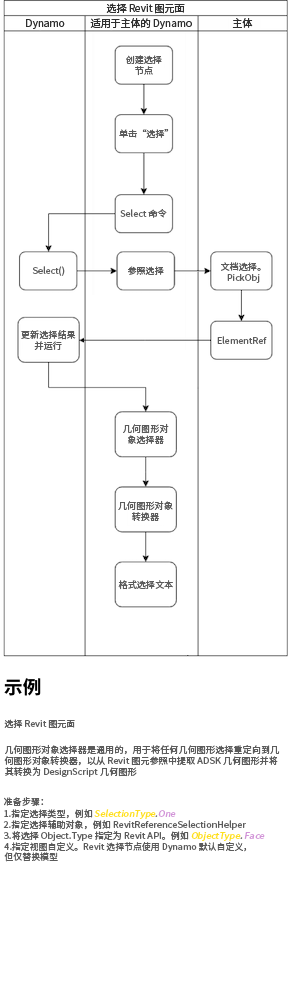 选择 Revit 图元面
Dynamo
适用于主体的 Dynamo
主体
创建选择
节点
单击“选择”
Select 命令
Select()
参照选择
文档选择。
PickObj
更新选择结果
并运行
ElementRef
几何图形对
象选择器
几何图形对象
转换器
格式选择文本
示例
选择 Revit 图元面
几何图形对象选择器是通用的，用于将任何几何图形选择重定向到几
何图形对象转换器，以从 Revit 图元参照中提取 ADSK 几何图形并将
其转换为 DesignScript 几何图形
准备步骤：
1.指定选择类型，例如 SelectionType.One
2.指定选择辅助对象，例如 RevitReferenceSelectionHelper
3.将选择 Object.Type 指定为 Revit API。例如 ObjectType. Face
4.指定视图自定义。Revit 选择节点使用 Dynamo 默认自定义，
但仅替换模型